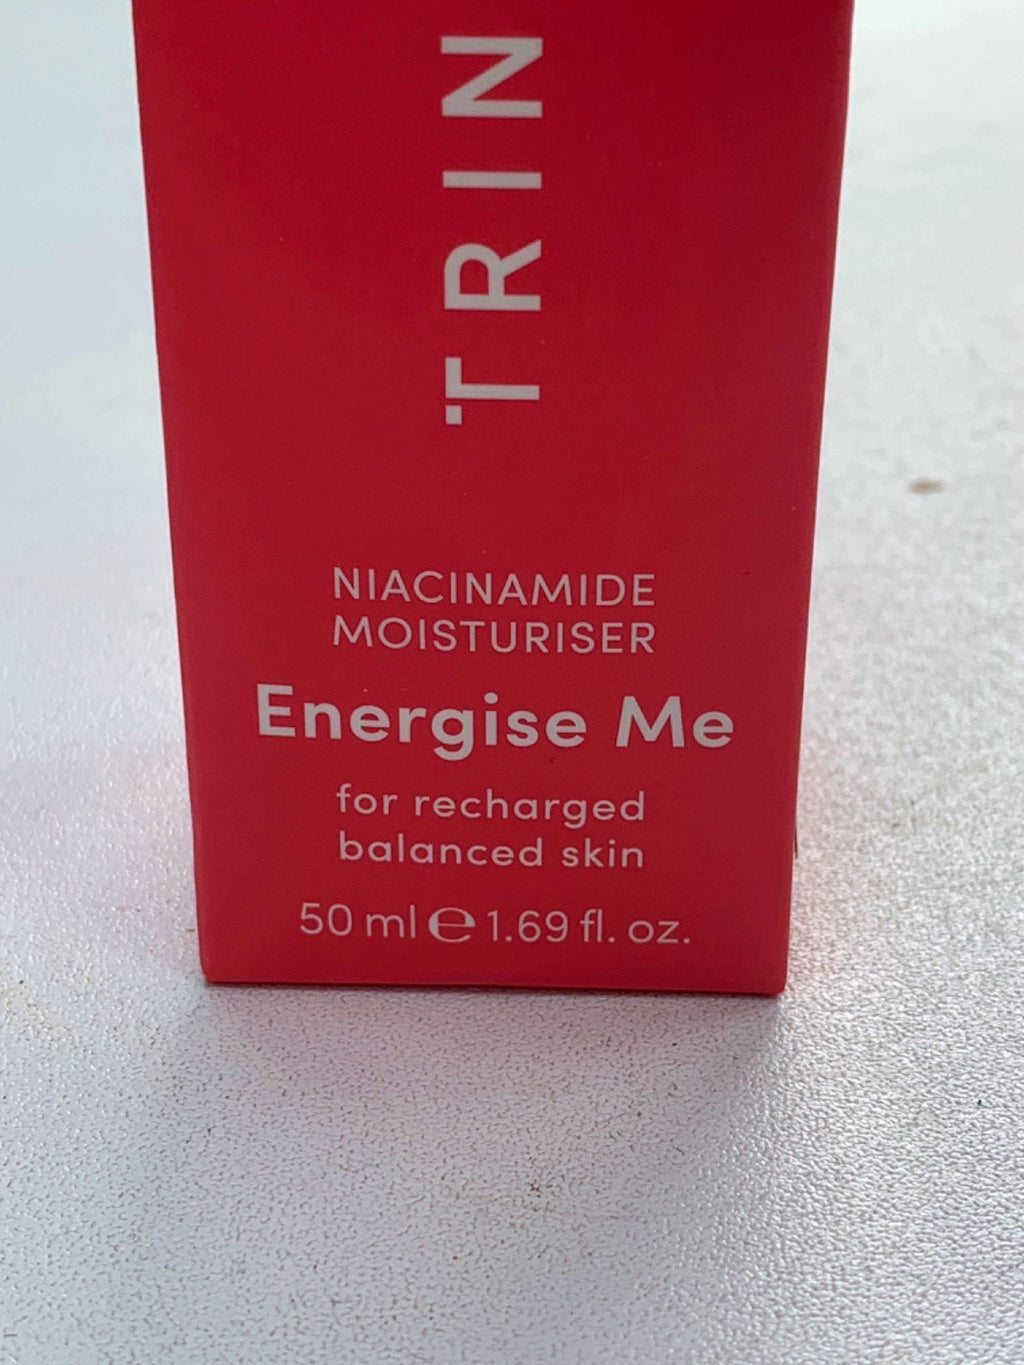 TRIN
NIACINAMIDE
MOISTURISER
Energise Me
for recharged
balanced skin
50 ml ℮ 1.69 fl. oz.